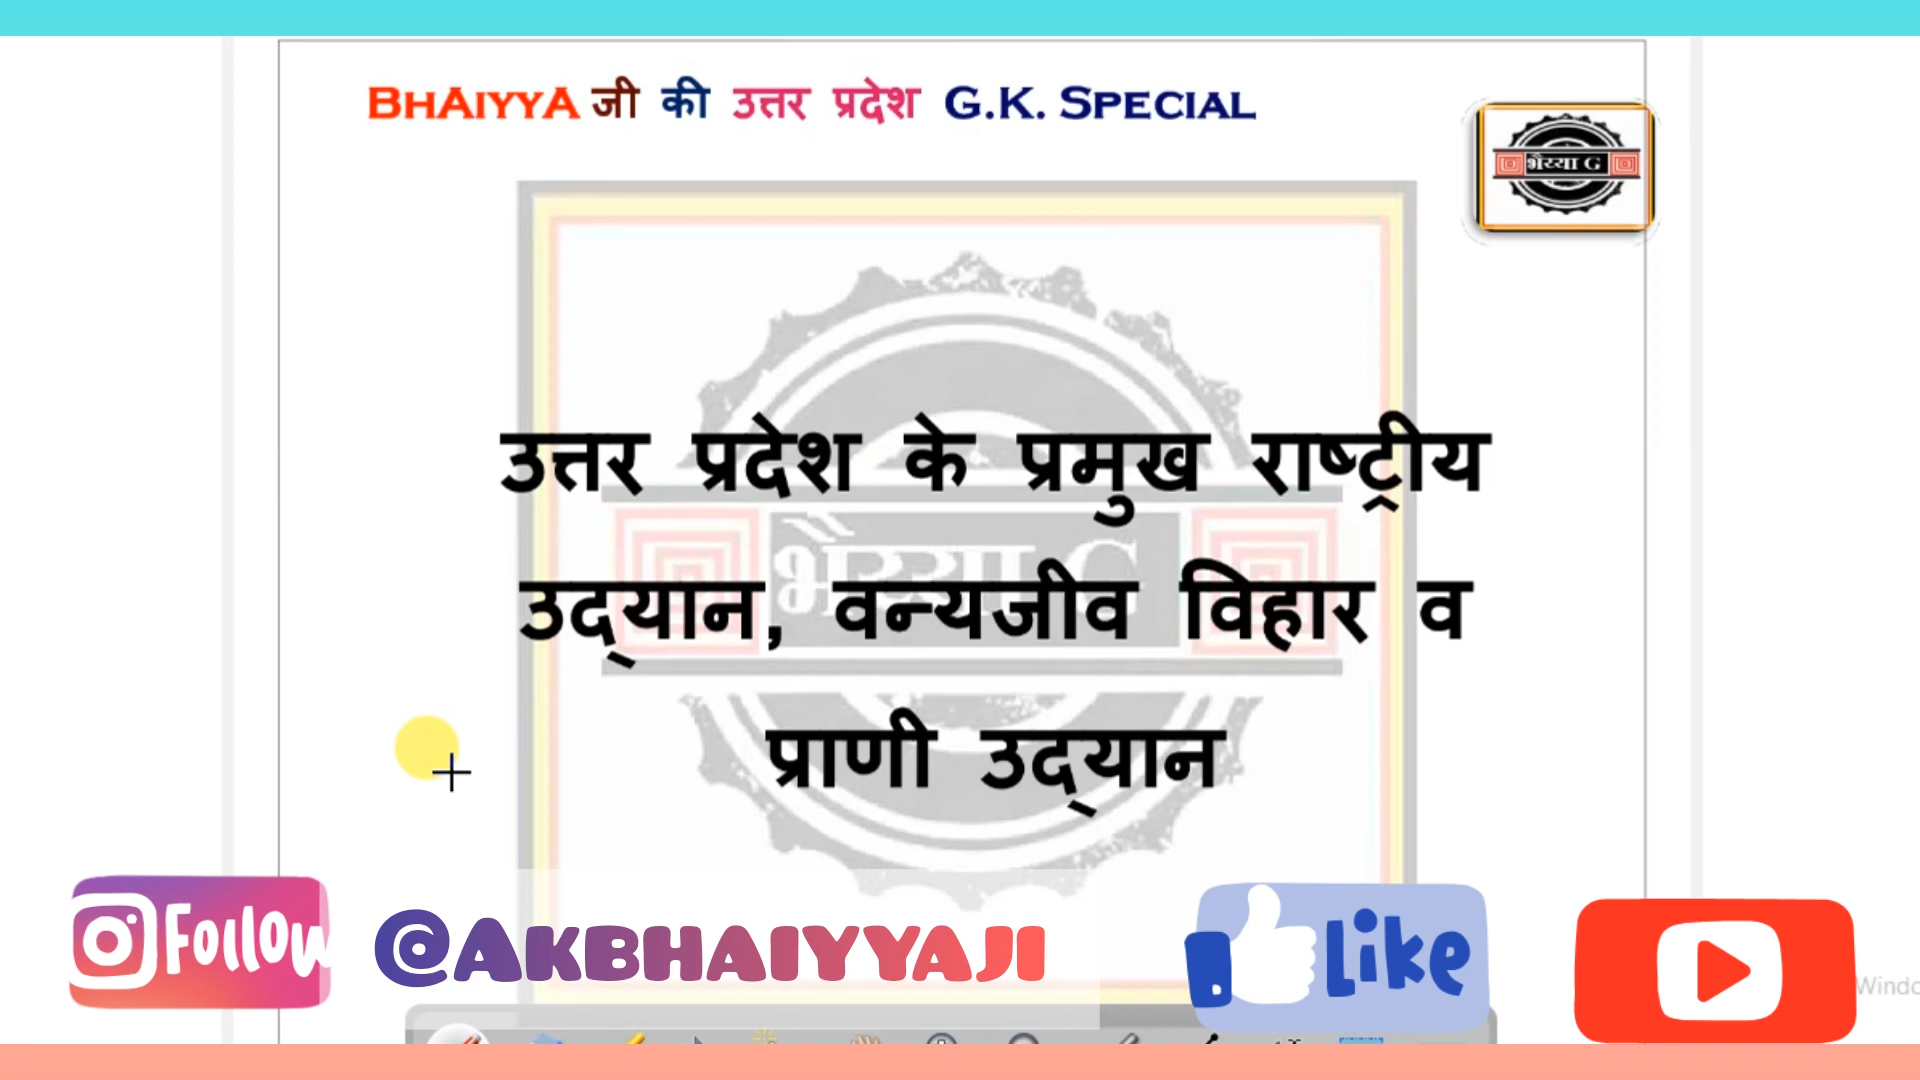 BHAIYYA जी की उत्तर प्रदेश G.K. SPECIAL
भैय्या G
उत्तर प्रदेश के प्रमुख राष्ट्रीय
उद्यान, वन्यजीव विहार व
भैय्या G
प्राणी उद्यान
Follow
@AKBHAIYYAJI
Like